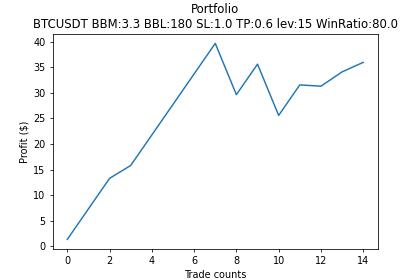 Portfolio
BTCUSDT BBM:3.3 BBL:180 SL:1.0 TP:0.6 lev:15 WinRatio:80.0
40
35
30
25
20
15
10
5
0
Profit ($)
0 2 4 6 8 10 12 14
Trade counts